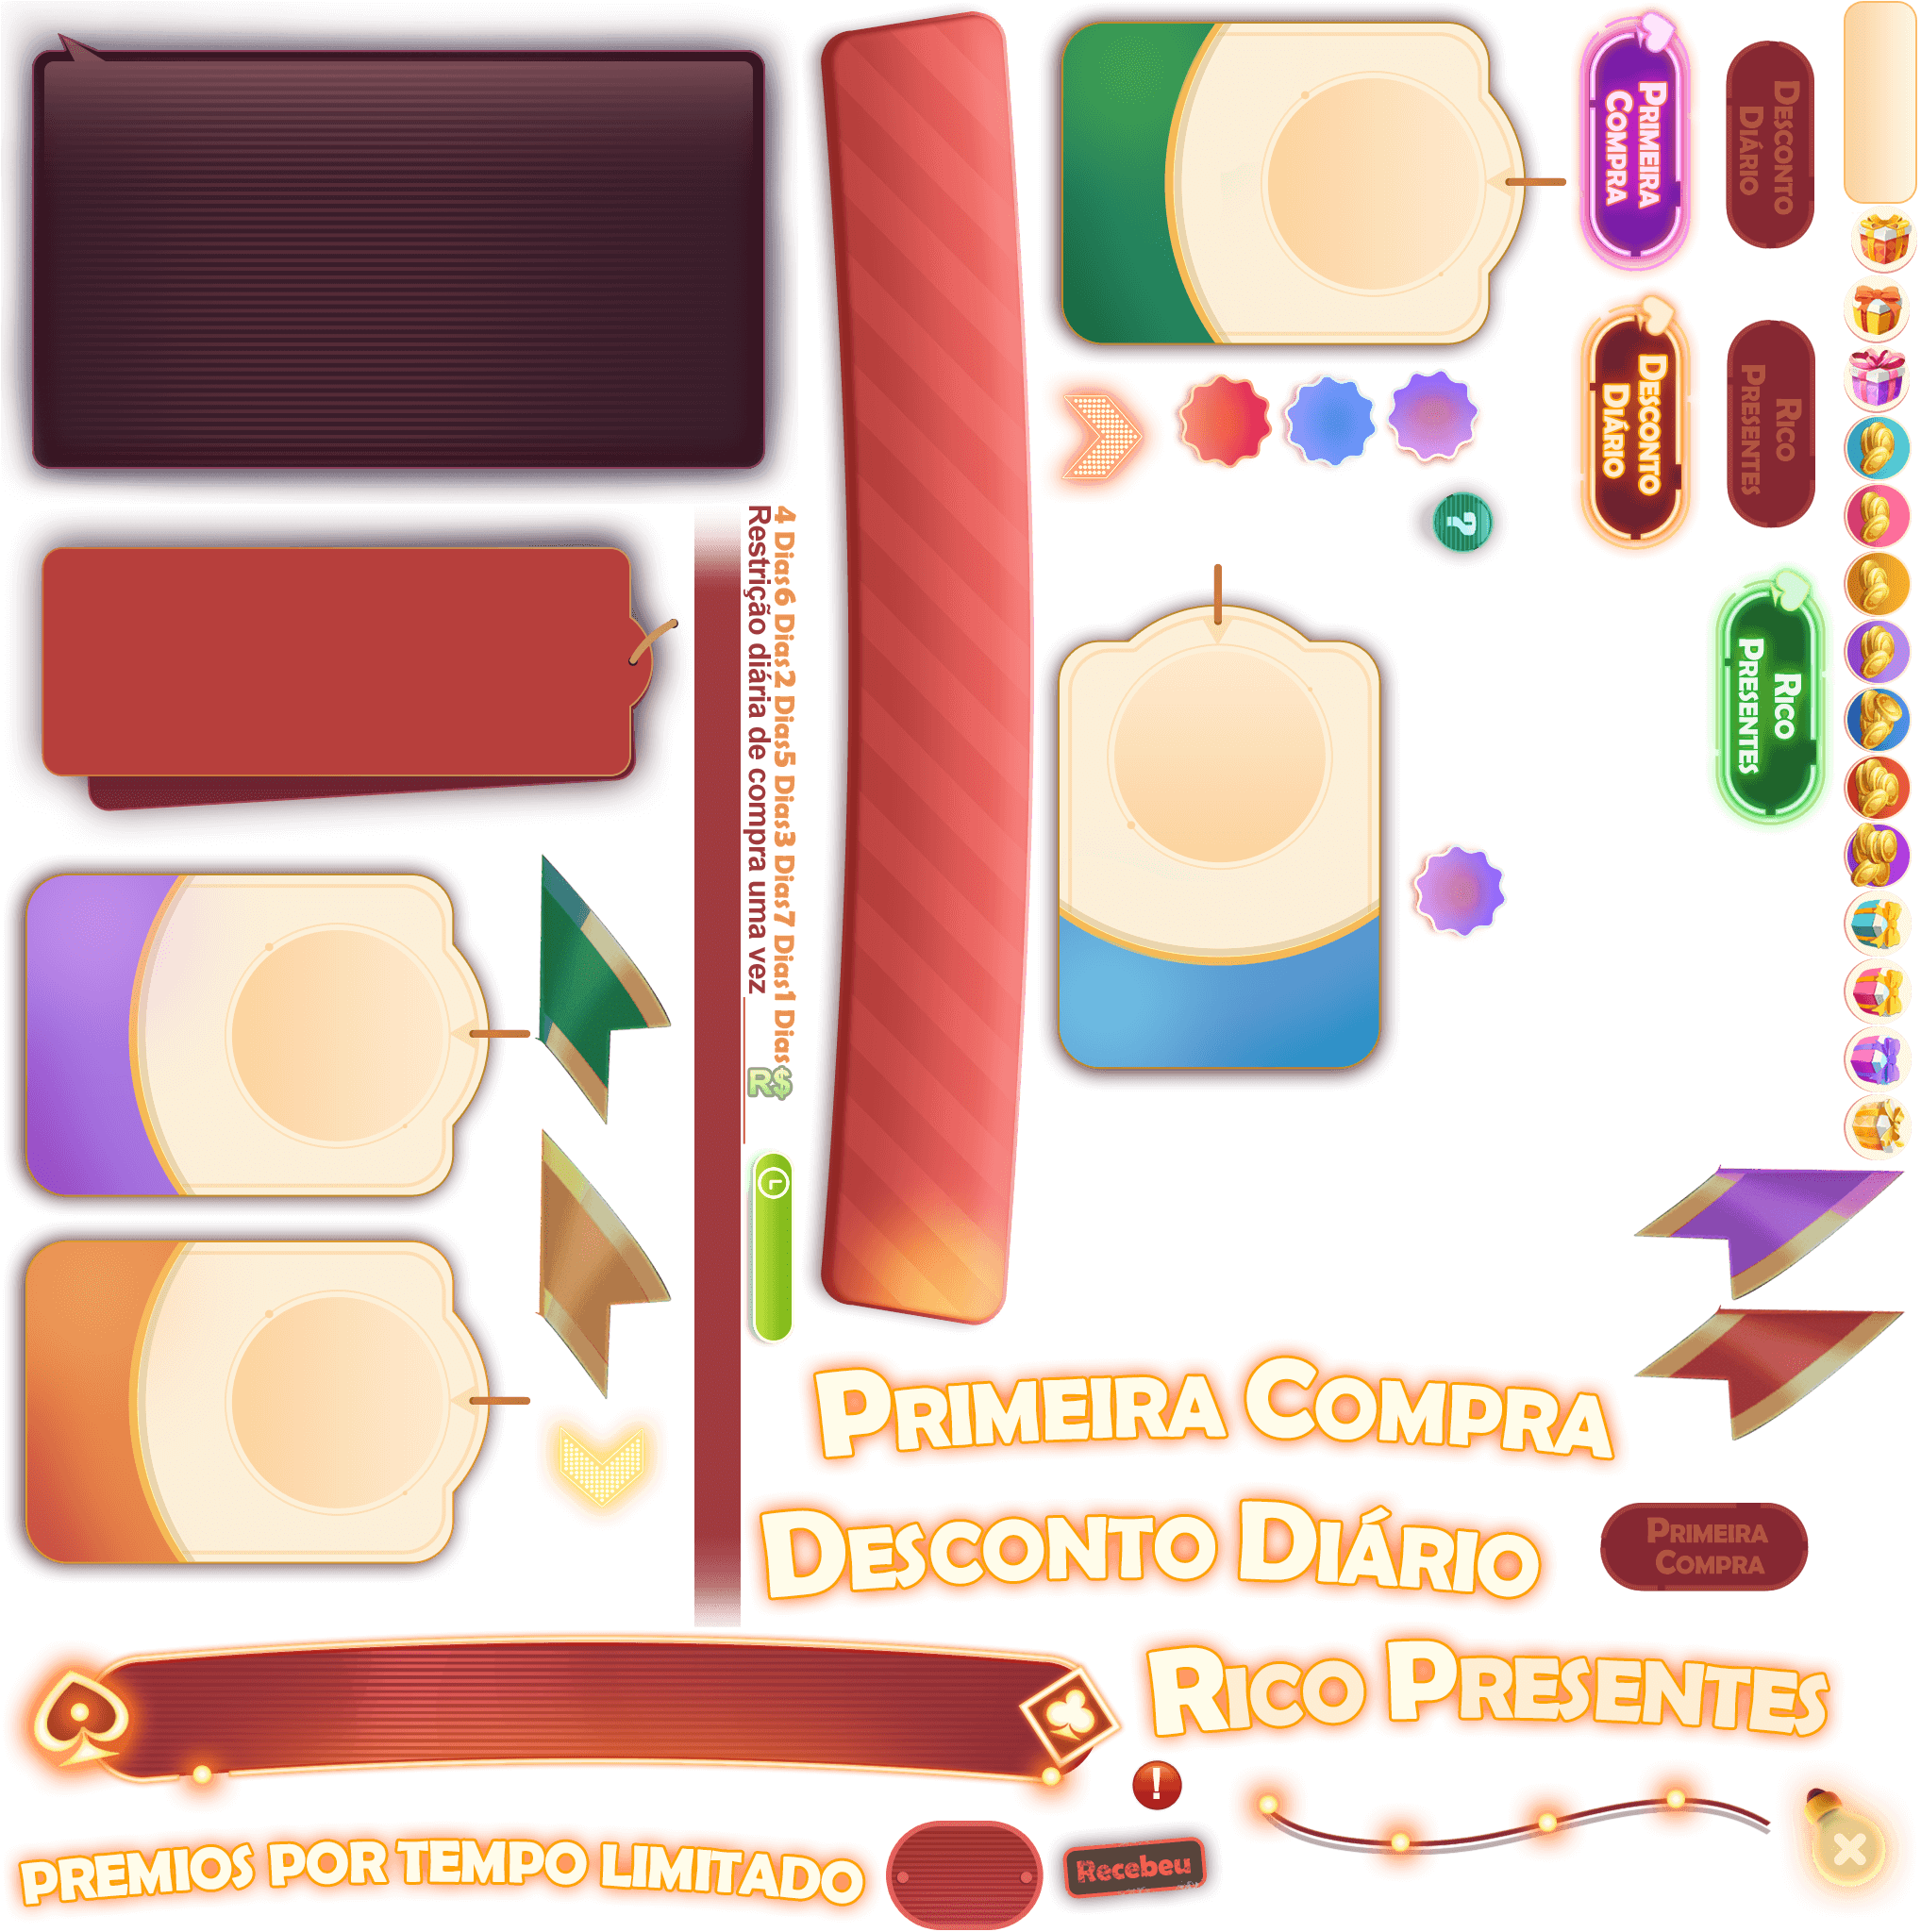 PRIMEIRA
COMPRA
DESCONTO
DIÁRIO
DESCONTO
DIÁRIO
RICO
PRESENTES
?
RICO
PRESENTES
4 Dias6 Dias2 Dias5 Dias3 Dias7 Dias1 Dias
Restrição diária de compra uma vez
R$
PRIMEIRA COMPRA
DESCONTO DIÁRIO
PRIMEIRA
COMPRA
RICO PRESENTES
!
PREMIOS POR TEMPO LIMITADO
Recebeu